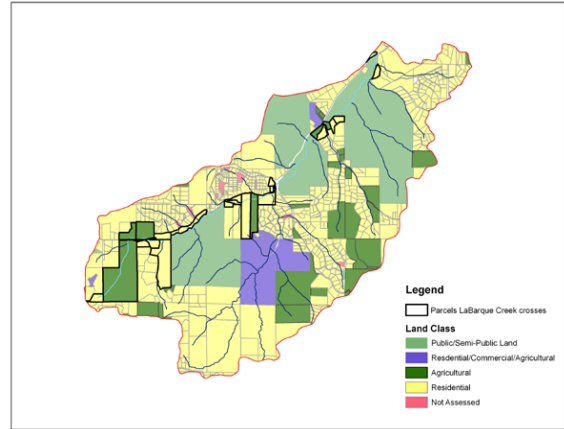 Legend
Parcels LaBarque Creek crosses
Land Class
Public/Semi-Public Land
Resdential/Commercial/Agricultural
Agricultural
Residential
Not Assessed